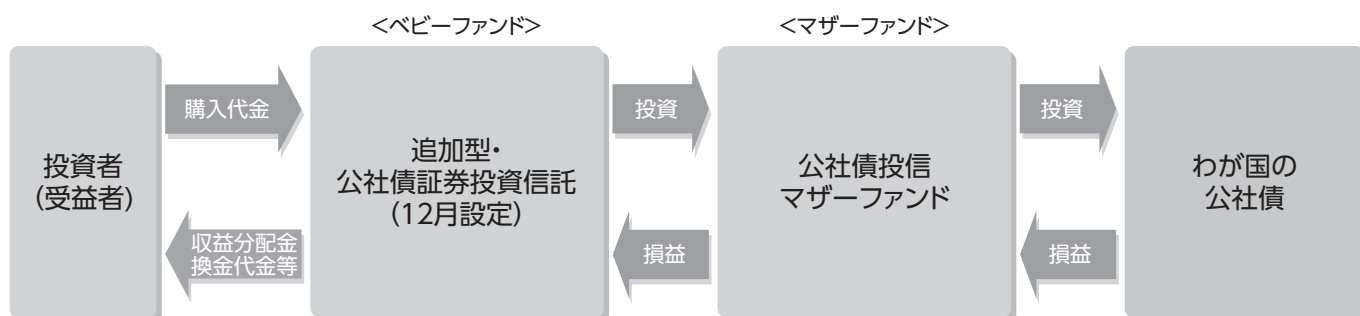 <ベビーファンド>
<マザーファンド>
投資者
(受益者)
購入代金
収益分配金
換金代金等
追加型・
公社債証券投資信託
(12月設定)
投資
損益
公社債投信
マザーファンド
投資
損益
わが国の
公社債